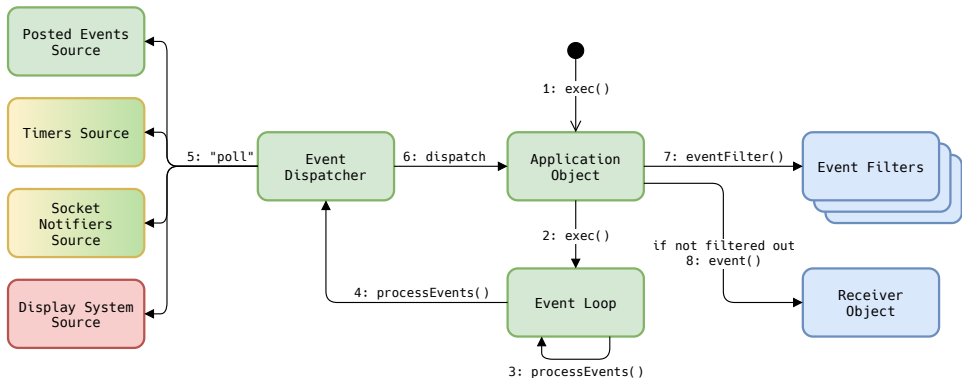 Posted Events
Source
Timers Source
Socket
Notifiers
Source
Display System
Source
5: "poll"
Event
Dispatcher
6: dispatch
1: exec()
Application
Object
7: eventFilter()
Event Filters
2: exec()
if not filtered out
8: event()
4: processEvents()
Event Loop
Receiver
Object
3: processEvents()